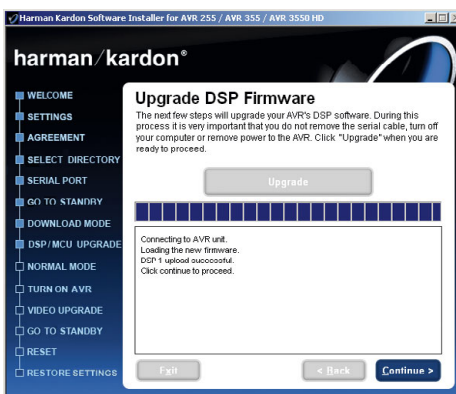 Harman Kardon Software Installer for AVR 255 / AVR 355 / AVR 3550 HD
harman/kardon®
WELCOME
SETTINGS
AGREEMENT
SELECT DIRECTORY
SERIAL PORT
GO TO STANDBY
DOWNLOAD MODE
DSP/MCU UPGRADE
NORMAL MODE
TURN ON AVR
VIDEO UPGRADE
GO TO STANDBY
RESET
RESTORE SETTINGS
Upgrade DSP Firmware
The next few steps will upgrade your AVR's DSP software. During this
process it is very important that you do not remove the serial cable, turn off
your computer or remove power to the AVR. Click "Upgrade" when you are
ready to proceed.
Upgrade
Connecting to AVR unit.
Loading the new firmware.
DSP 1 upload successful.
Click continue to proceed.
Exit
< Back
Continue >